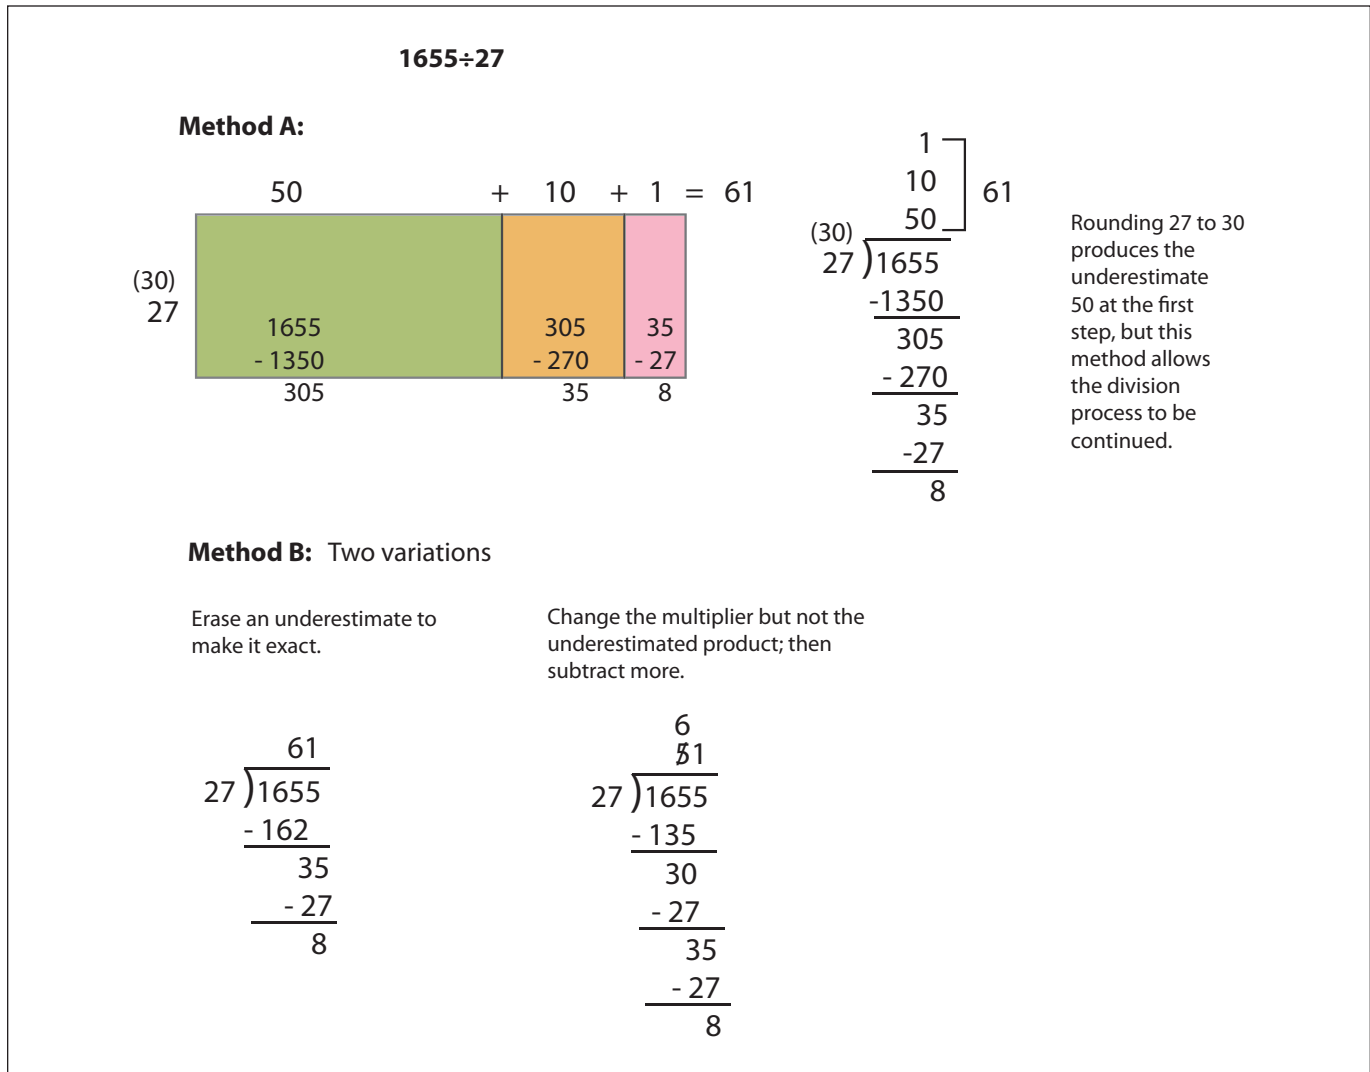 1655÷27
Method A:
50 + 10 + 1 = 61
(30)
27
1655
- 1350
305
305
- 270
35
35
- 27
8
1
10
50
61
(30)
27 ) 1655
-1350
305
- 270
35
-27
8
Rounding 27 to 30
produces the
underestimate
50 at the first
step, but this
method allows
the division
process to be
continued.
Method B: Two variations
Erase an underestimate to
make it exact.
61
27 ) 1655
- 162
35
- 27
8
Change the multiplier but not the
underestimated product; then
subtract more.
6
51
27 ) 1655
- 135
30
- 27
35
- 27
8